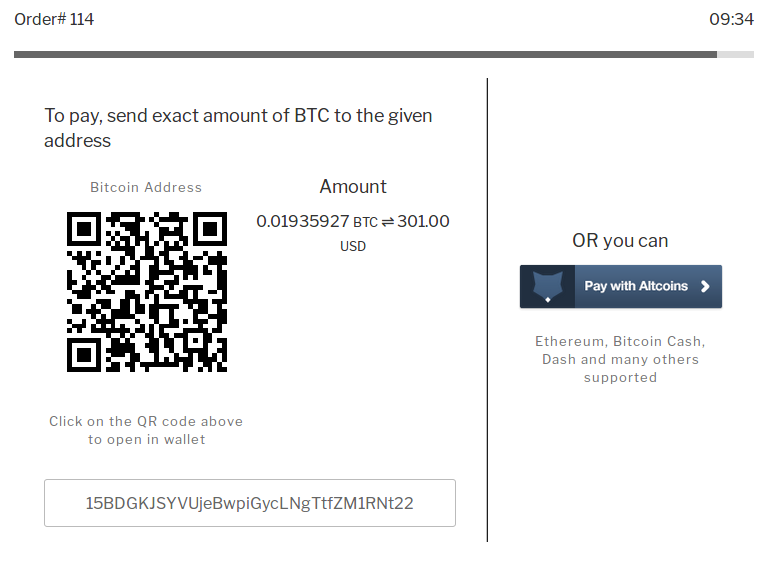 Order# 114
09:34
To pay, send exact amount of BTC to the given
address
Bitcoin Address
Amount
0.01935927 BTC ⇌ 301.00
USD
Click on the QR code above
to open in wallet
15BDGKJSYVUjeBwpiGycLNgTtfZM1RNt22
OR you can
Pay with Altcoins
Ethereum, Bitcoin Cash,
Dash and many others
supported